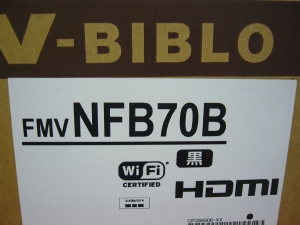 V-BIBLO
FMV NFB70B
Wi Fi 黒
CERTIFIED HDMI